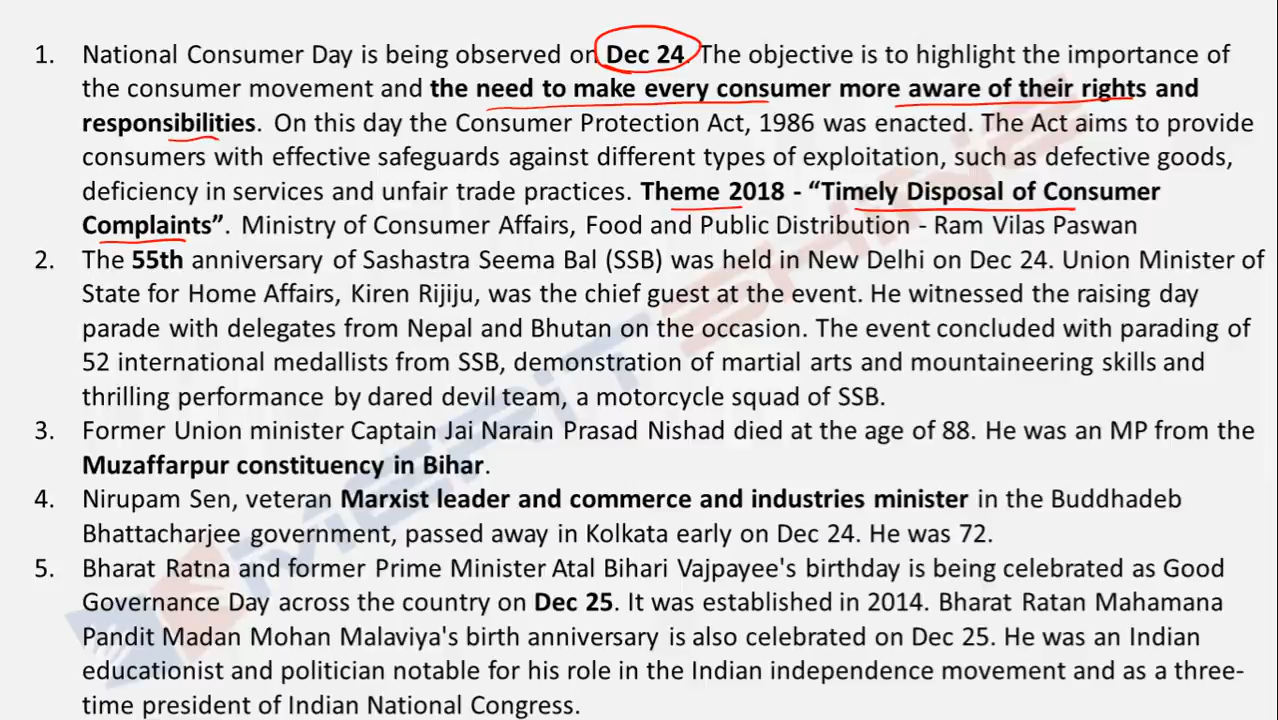 1. National Consumer Day is being observed on Dec 24. The objective is to highlight the importance of
the consumer movement and the need to make every consumer more aware of their rights and
responsibilities. On this day the Consumer Protection Act, 1986 was enacted. The Act aims to provide
consumers with effective safeguards against different types of exploitation, such as defective goods,
deficiency in services and unfair trade practices. Theme 2018 - “Timely Disposal of Consumer
Complaints”. Ministry of Consumer Affairs, Food and Public Distribution - Ram Vilas Paswan
2. The 55th anniversary of Sashastra Seema Bal (SSB) was held in New Delhi on Dec 24. Union Minister of
State for Home Affairs, Kiren Rijiju, was the chief guest at the event. He witnessed the raising day
parade with delegates from Nepal and Bhutan on the occasion. The event concluded with parading of
52 international medallists from SSB, demonstration of martial arts and mountaineering skills and
thrilling performance by dared devil team, a motorcycle squad of SSB.
3. Former Union minister Captain Jai Narain Prasad Nishad died at the age of 88. He was an MP from the
Muzaffarpur constituency in Bihar.
4. Nirupam Sen, veteran Marxist leader and commerce and industries minister in the Buddhadeb
Bhattacharjee government, passed away in Kolkata early on Dec 24. He was 72.
5. Bharat Ratna and former Prime Minister Atal Bihari Vajpayee's birthday is being celebrated as Good
Governance Day across the country on Dec 25. It was established in 2014. Bharat Ratan Mahamana
Pandit Madan Mohan Malaviya's birth anniversary is also celebrated on Dec 25. He was an Indian
educationist and politician notable for his role in the Indian independence movement and as a three-
time president of Indian National Congress.
MERIT SHINE